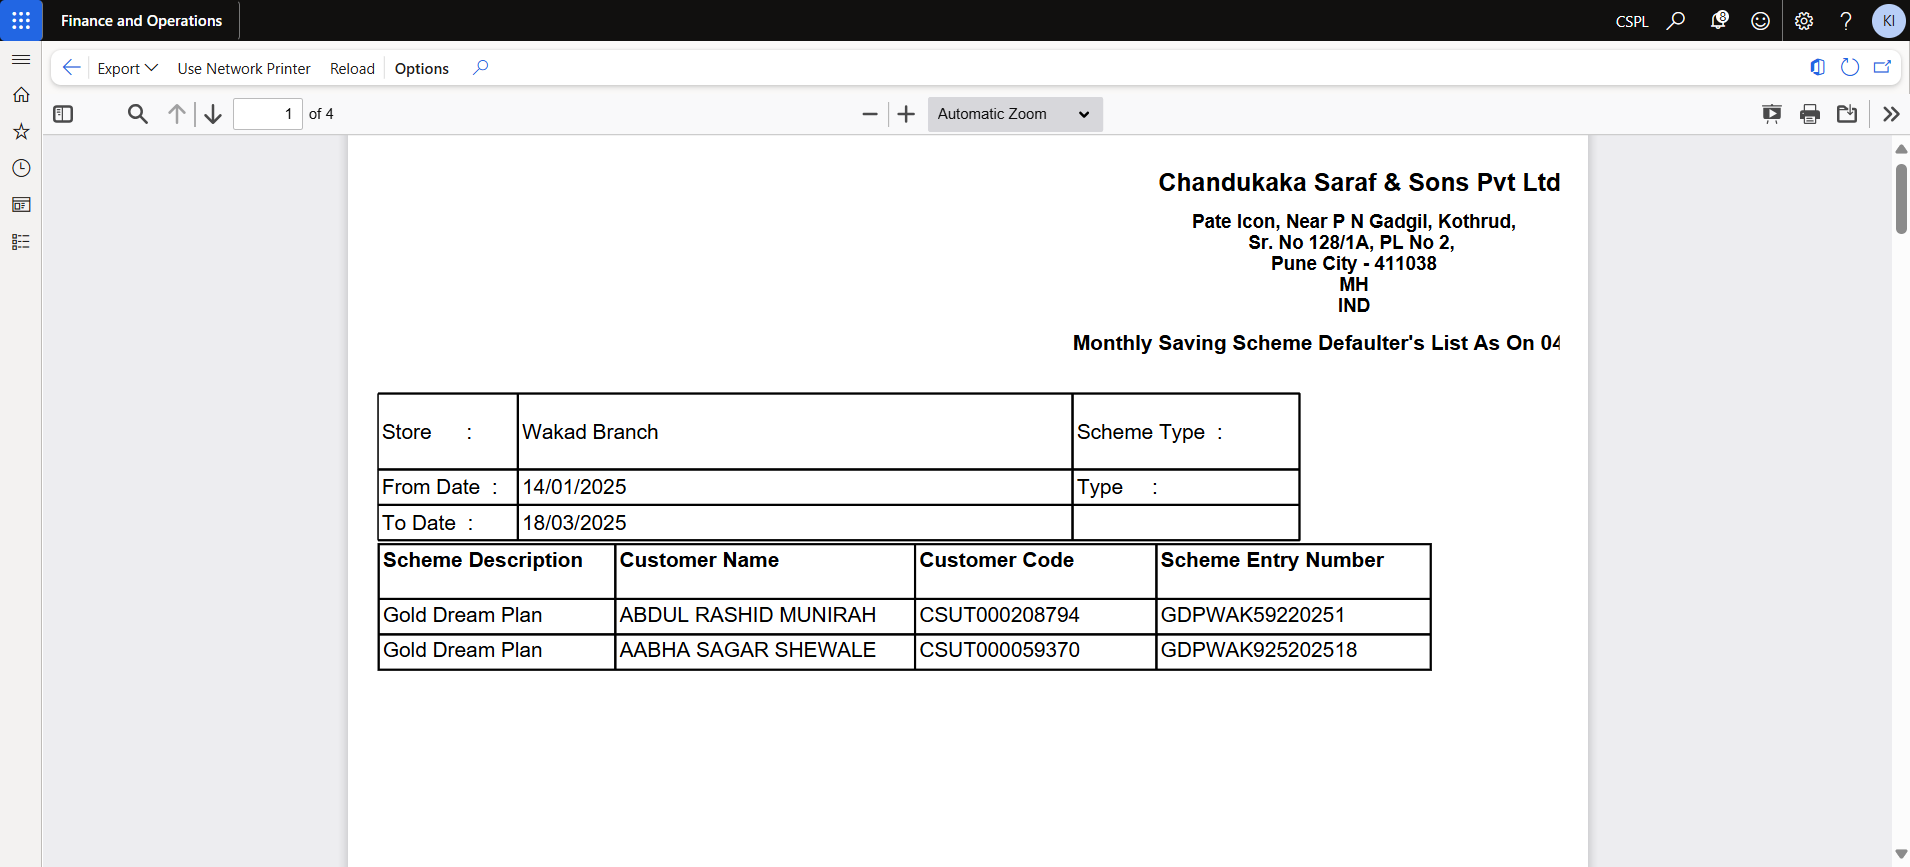 Finance and Operations
CSPL
8
?
KI
Export
Use Network Printer
Reload
Options
1 of 4
Automatic Zoom
Chandukaka Saraf & Sons Pvt Ltd
Pate Icon, Near P N Gadgil, Kothrud,
Sr. No 128/1A, PL No 2,
Pune City - 411038
MH
IND
Monthly Saving Scheme Defaulter's List As On 04
Store : Wakad Branch Scheme Type :
From Date : 14/01/2025 Type :
To Date : 18/03/2025
Scheme Description Customer Name Customer Code Scheme Entry Number
Gold Dream Plan ABDUL RASHID MUNIRAH CSUT000208794 GDPWAK59220251
Gold Dream Plan AABHA SAGAR SHEWALE CSUT000059370 GDPWAK925202518